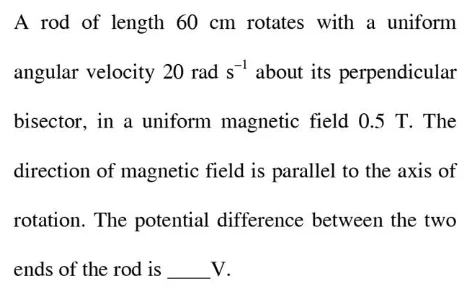 A rod of length 60 cm rotates with a uniform
angular velocity 20 rad s⁻¹ about its perpendicular
bisector, in a uniform magnetic field 0.5 T. The
direction of magnetic field is parallel to the axis of
rotation. The potential difference between the two
ends of the rod is ____V.